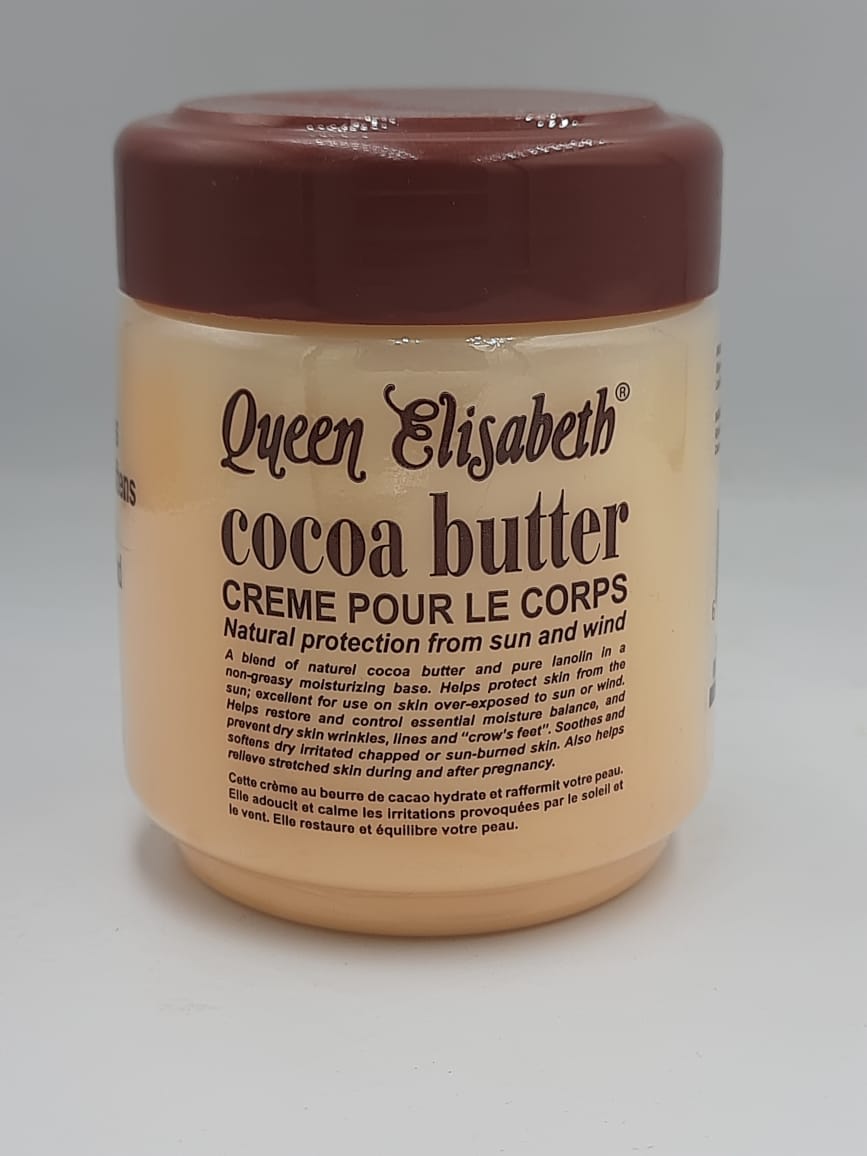 Queen Elisabeth®
cocoa butter
CREME POUR LE CORPS
Natural protection from sun and wind
A blend of naturel cocoa butter and pure lanolin in a
non-greasy moisturizing base. Helps protect skin from the
sun; excellent for use on skin over-exposed to sun or wind.
Helps restore and control essential moisture balance, and
prevent dry skin wrinkles, lines and "crow's feet". Soothes and
softens dry irritated chapped or sun-burned skin. Also helps
relieve stretched skin during and after pregnancy.
Cette crème au beurre de cacao hydrate et raffermit votre peau.
Elle adoucit et calme les irritations provoquées par le soleil et
le vent. Elle restaure et équilibre votre peau.